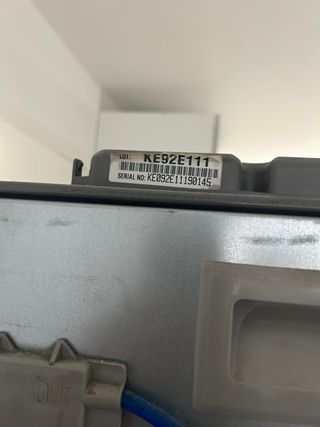 LOT: KE92E111
SERIAL NO: KE092E11190145
OUT